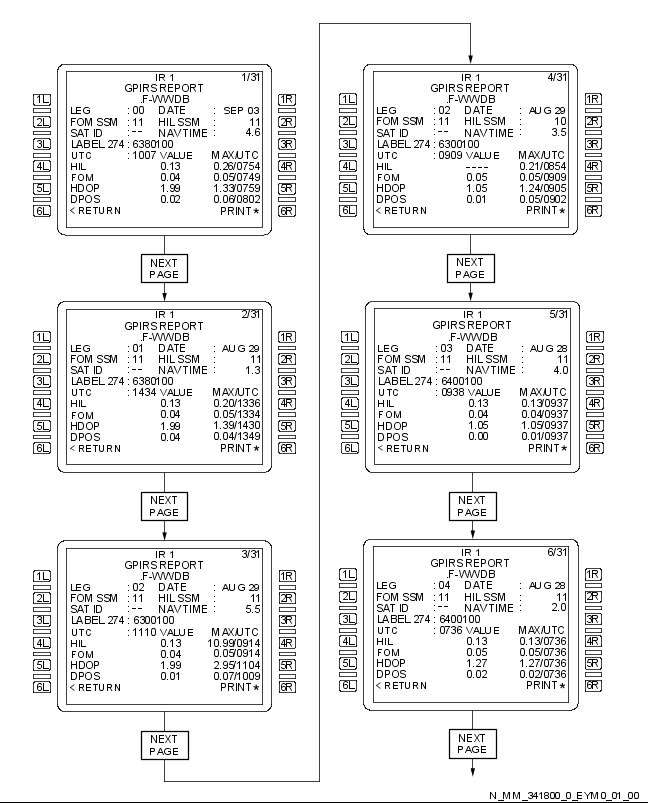 IR 1 1/31
GPIRS REPORT
.F-WWDB
1L 1R
LEG : 00 DATE : SEP 03
2L FOM SSM : 11 HIL SSM : 11 2R
SAT ID : -- NAV TIME : 4.6
3L LABEL 274 : 6380100 3R
UTC : 1007 VALUE MAX/UTC
4L HIL 0.13 0.26/0754 4R
FOM 0.04 0.05/0749
5L HDOP 1.99 1.33/0759 5R
DPOS 0.02 0.06/0802
6L < RETURN PRINT * 6R
NEXT
PAGE
IR 1 2/31
GPIRS REPORT
.F-WWDB
1L 1R
LEG : 01 DATE : AUG 29
2L FOM SSM : 11 HIL SSM : 11 2R
SAT ID : -- NAV TIME : 1.3
3L LABEL 274 : 6380100 3R
UTC : 1434 VALUE MAX/UTC
4L HIL 0.13 0.20/1336 4R
FOM 0.04 0.05/1334
5L HDOP 1.99 1.39/1430 5R
DPOS 0.04 0.04/1349
6L < RETURN PRINT * 6R
NEXT
PAGE
IR 1 3/31
GPIRS REPORT
.F-WWDB
1L 1R
LEG : 02 DATE : AUG 29
2L FOM SSM : 11 HIL SSM : 11 2R
SAT ID : -- NAV TIME : 5.5
3L LABEL 274 : 6300100 3R
UTC : 1110 VALUE MAX/UTC
4L HIL 0.13 10.99/0914 4R
FOM 0.04 0.05/0914
5L HDOP 1.99 2.95/1104 5R
DPOS 0.01 0.07/1009
6L < RETURN PRINT * 6R
NEXT
PAGE
IR 1 4/31
GPIRS REPORT
.F-WWDB
1L 1R
LEG : 02 DATE : AUG 29
2L FOM SSM : 11 HIL SSM : 10 2R
SAT ID : -- NAV TIME : 3.5
3L LABEL 274 : 6300100 3R
UTC : 0909 VALUE MAX/UTC
4L HIL ---- 0.21/0854 4R
FOM 0.05 0.05/0909
5L HDOP 1.05 1.24/0905 5R
DPOS 0.01 0.05/0902
6L < RETURN PRINT * 6R
NEXT
PAGE
IR 1 5/31
GPIRS REPORT
.F-WWDB
1L 1R
LEG : 03 DATE : AUG 28
2L FOM SSM : 11 HIL SSM : 11 2R
SAT ID : -- NAV TIME : 4.0
3L LABEL 274 : 6400100 3R
UTC : 0938 VALUE MAX/UTC
4L HIL 0.13 0.13/0937 4R
FOM 0.04 0.04/0937
5L HDOP 1.05 1.05/0937 5R
DPOS 0.00 0.01/0937
6L < RETURN PRINT * 6R
NEXT
PAGE
IR 1 6/31
GPIRS REPORT
.F-WWDB
1L 1R
LEG : 04 DATE : AUG 28
2L FOM SSM : 11 HIL SSM : 11 2R
SAT ID : -- NAV TIME : 2.0
3L LABEL 274 : 6400100 3R
UTC : 0736 VALUE MAX/UTC
4L HIL 0.13 0.13/0736 4R
FOM 0.05 0.05/0736
5L HDOP 1.27 1.27/0736 5R
DPOS 0.02 0.02/0736
6L < RETURN PRINT * 6R
NEXT
PAGE
N_MM_341800_0_EYM0_01_00